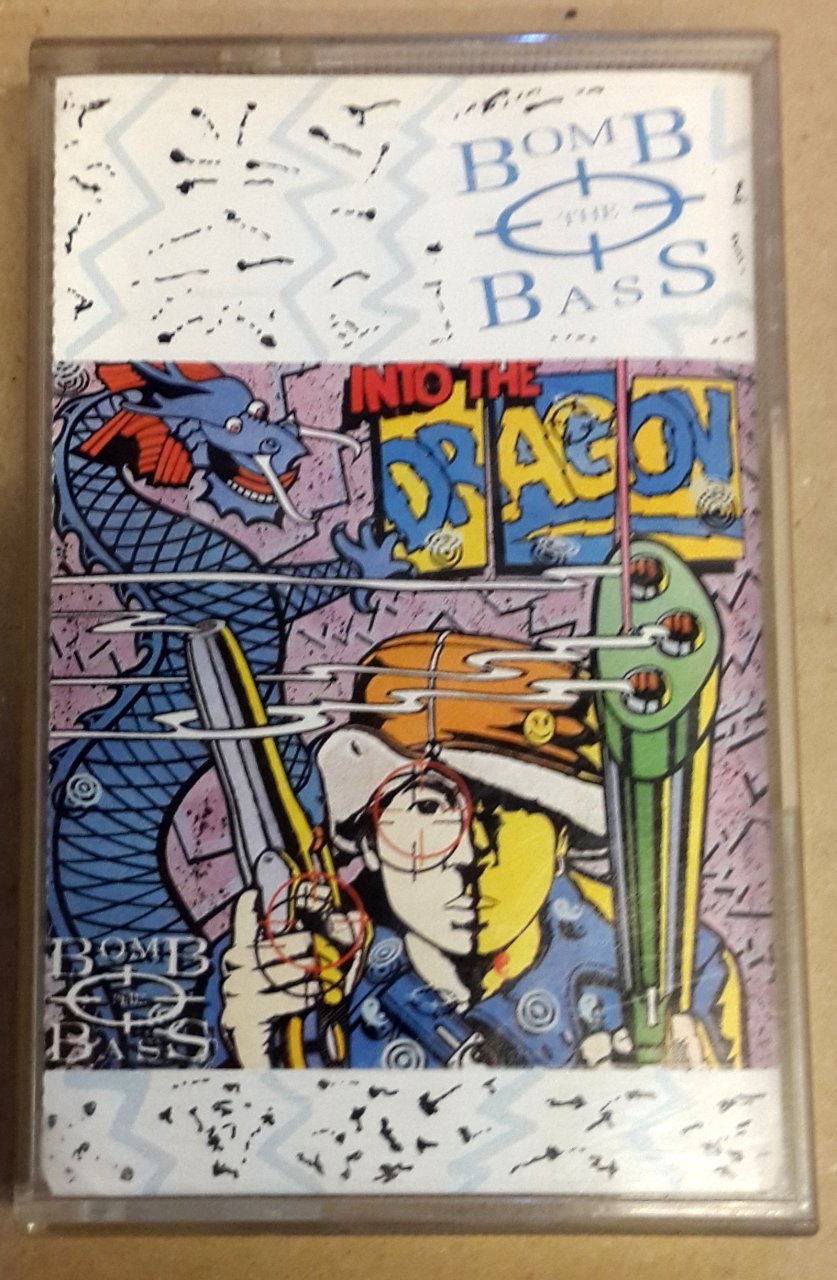 BOMB
THE
BASS
INTO THE
DRAGON
BOMB
THE
BASS